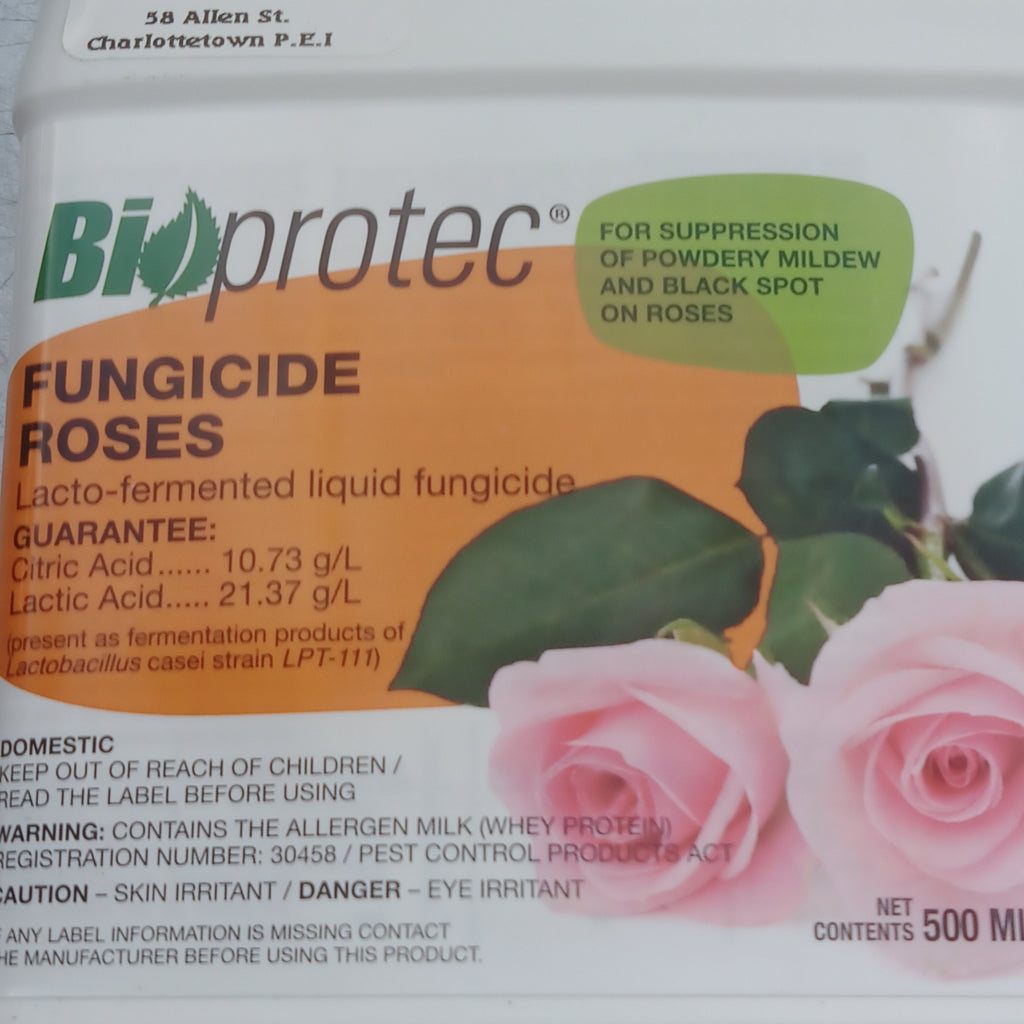 58 Allen St.
Charlottetown P.E.I
Bioprotec®
FOR SUPPRESSION
OF POWDERY MILDEW
AND BLACK SPOT
ON ROSES
FUNGICIDE
ROSES
Lacto-fermented liquid fungicide
GUARANTEE:
Citric Acid...... 10.73 g/L
Lactic Acid..... 21.37 g/L
(present as fermentation products of
Lactobacillus casei strain LPT-111)
DOMESTIC
KEEP OUT OF REACH OF CHILDREN /
READ THE LABEL BEFORE USING
WARNING: CONTAINS THE ALLERGEN MILK (WHEY PROTEIN)
REGISTRATION NUMBER: 30458 / PEST CONTROL PRODUCTS ACT
CAUTION – SKIN IRRITANT / DANGER – EYE IRRITANT
ANY LABEL INFORMATION IS MISSING CONTACT
HE MANUFACTURER BEFORE USING THIS PRODUCT.
NET
CONTENTS 500 ML